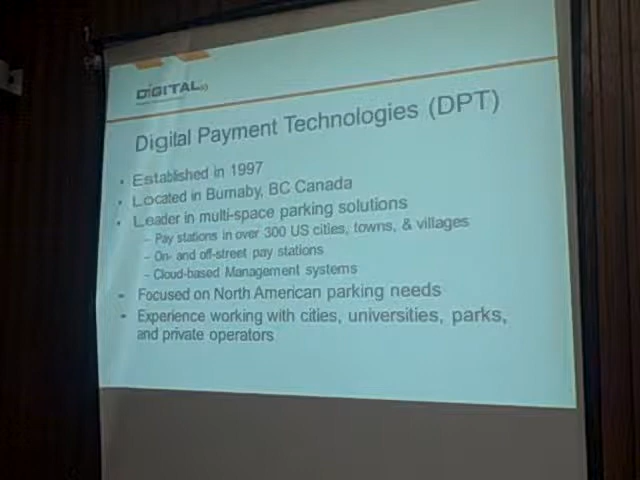 DIGITAL
Digital Payment Technologies (DPT)
• Established in 1997
• Located in Burnaby, BC Canada
• Leader in multi-space parking solutions
– Pay stations in over 300 US cities, towns, & villages
– On- and off-street pay stations
– Cloud-based Management systems
• Focused on North American parking needs
• Experience working with cities, universities, parks,
and private operators